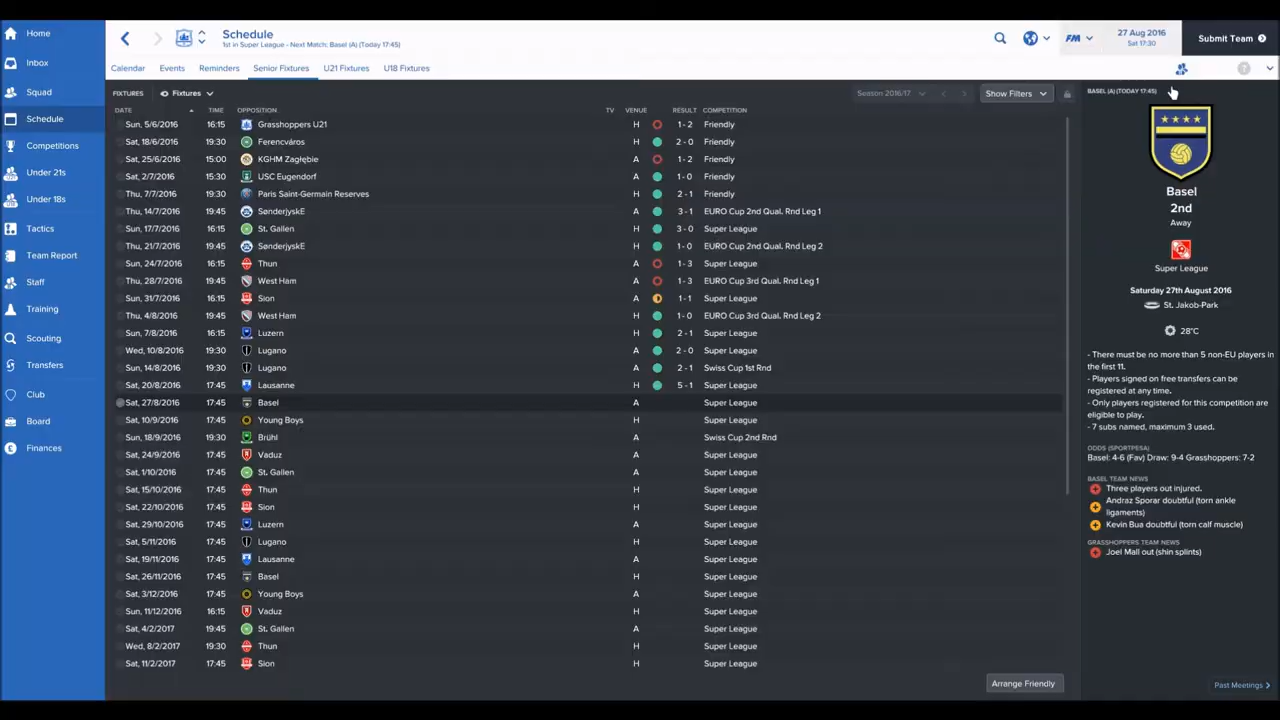 Home
Inbox
Squad
Schedule
Competitions
Under 21s
Under 18s
Tactics
Team Report
Staff
Training
Scouting
Transfers
Club
Board
Finances
Schedule
1st in Super League - Next Match: Basel (A) (Today 17:45)
FM
27 Aug 2016
Sat 17:30
Submit Team
Calendar Events Reminders Senior Fixtures U21 Fixtures U18 Fixtures
FIXTURES Fixtures Season 2016/17 Show Filters
DATE TIME OPPOSITION TV VENUE RESULT COMPETITION
Sun, 5/6/2016 16:15 Grasshoppers U21 H 1 - 2 Friendly
Sat, 18/6/2016 19:30 Ferencváros H 2 - 0 Friendly
Sat, 25/6/2016 15:00 KGHM Zagłębie A 1 - 2 Friendly
Sat, 2/7/2016 15:30 USC Eugendorf A 1 - 0 Friendly
Thu, 7/7/2016 19:30 Paris Saint-Germain Reserves H 2 - 1 Friendly
Thu, 14/7/2016 19:45 SønderjyskE A 3 - 1 EURO Cup 2nd Qual. Rnd Leg 1
Sun, 17/7/2016 16:15 St. Gallen H 3 - 0 Super League
Thu, 21/7/2016 19:45 SønderjyskE H 1 - 0 EURO Cup 2nd Qual. Rnd Leg 2
Sun, 24/7/2016 16:15 Thun A 1 - 3 Super League
Thu, 28/7/2016 19:45 West Ham A 1 - 3 EURO Cup 3rd Qual. Rnd Leg 1
Sun, 31/7/2016 16:15 Sion A 1 - 1 Super League
Thu, 4/8/2016 19:45 West Ham H 1 - 0 EURO Cup 3rd Qual. Rnd Leg 2
Sun, 7/8/2016 16:15 Luzern H 2 - 1 Super League
Wed, 10/8/2016 19:30 Lugano A 2 - 0 Super League
Sun, 14/8/2016 19:30 Lugano A 2 - 1 Swiss Cup 1st Rnd
Sat, 20/8/2016 17:45 Lausanne H 5 - 1 Super League
Sat, 27/8/2016 17:45 Basel A Super League
Sat, 10/9/2016 17:45 Young Boys H Super League
Sun, 18/9/2016 19:30 Brühl A Swiss Cup 2nd Rnd
Sat, 24/9/2016 17:45 Vaduz A Super League
Sat, 1/10/2016 17:45 St. Gallen A Super League
Sat, 15/10/2016 17:45 Thun H Super League
Sat, 22/10/2016 17:45 Sion H Super League
Sat, 29/10/2016 17:45 Luzern A Super League
Sat, 5/11/2016 17:45 Lugano H Super League
Sat, 19/11/2016 17:45 Lausanne A Super League
Sat, 26/11/2016 17:45 Basel H Super League
Sat, 3/12/2016 17:45 Young Boys A Super League
Sun, 11/12/2016 16:15 Vaduz H Super League
Sat, 4/2/2017 19:45 St. Gallen H Super League
Wed, 8/2/2017 19:30 Thun H Super League
Sat, 11/2/2017 17:45 Sion H Super League
Arrange Friendly
BASEL (A) (TODAY 17:45)
Basel
2nd
Away
Super League
Saturday 27th August 2016
St. Jakob-Park
28°C
- There must be no more than 5 non-EU players in
the first 11.
- Players signed on free transfers can be
registered at any time.
- Only players registered for this competition are
eligible to play.
- 7 subs named, maximum 3 used.
ODDS (SPORTPESA)
Basel: 4-6 (Fav) Draw: 9-4 Grasshoppers: 7-2
BASEL TEAM NEWS
Three players out injured.
Andraz Sporar doubtful (torn ankle
ligaments)
Kevin Bua doubtful (torn calf muscle)
GRASSHOPPERS TEAM NEWS
Joel Mall out (shin splints)
Past Meetings